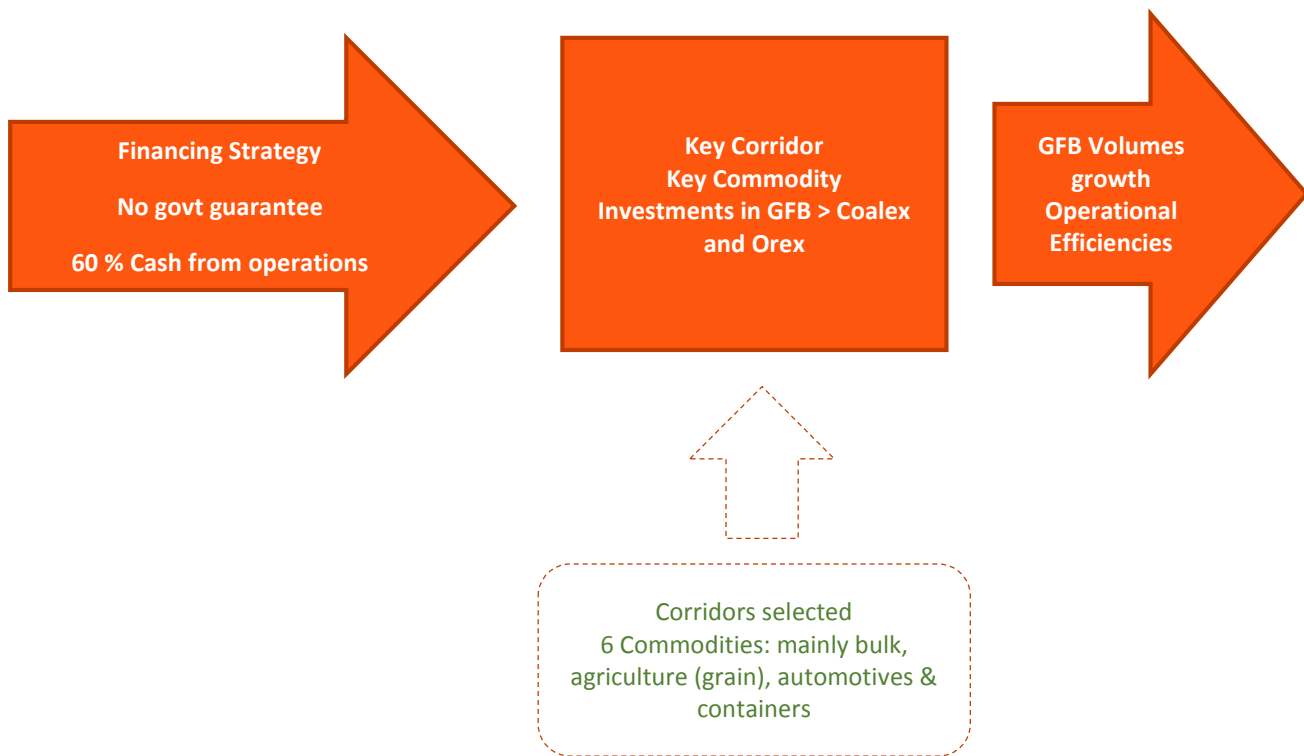 Financing Strategy
No govt guarantee
60 % Cash from operations
Key Corridor
Key Commodity
Investments in GFB > Coalex
and Orex
GFB Volumes
growth
Operational
Efficiencies
Corridors selected
6 Commodities: mainly bulk,
agriculture (grain), automotives &
containers